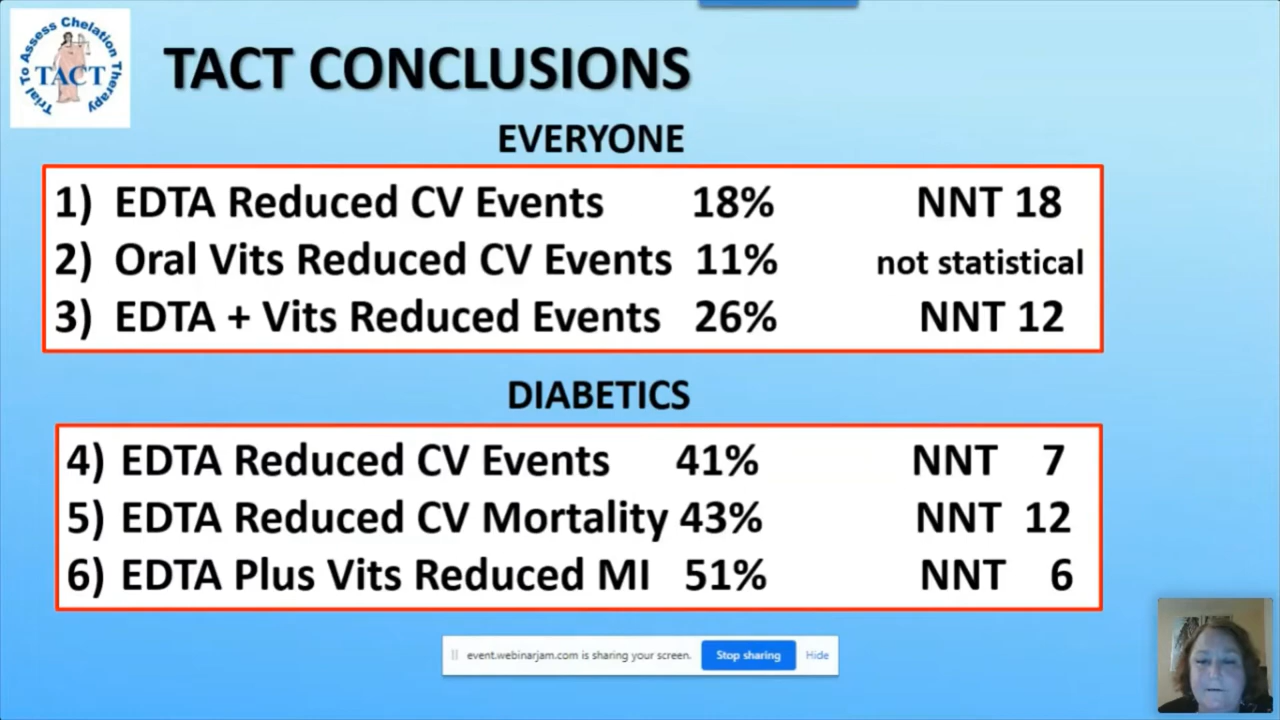 Trial To Assess Chelation Therapy
TACT
TACT CONCLUSIONS
EVERYONE
1) EDTA Reduced CV Events 18% NNT 18
2) Oral Vits Reduced CV Events 11% not statistical
3) EDTA + Vits Reduced Events 26% NNT 12
DIABETICS
4) EDTA Reduced CV Events 41% NNT 7
5) EDTA Reduced CV Mortality 43% NNT 12
6) EDTA Plus Vits Reduced MI 51% NNT 6
event.webinarjam.com is sharing your screen. Stop sharing Hide